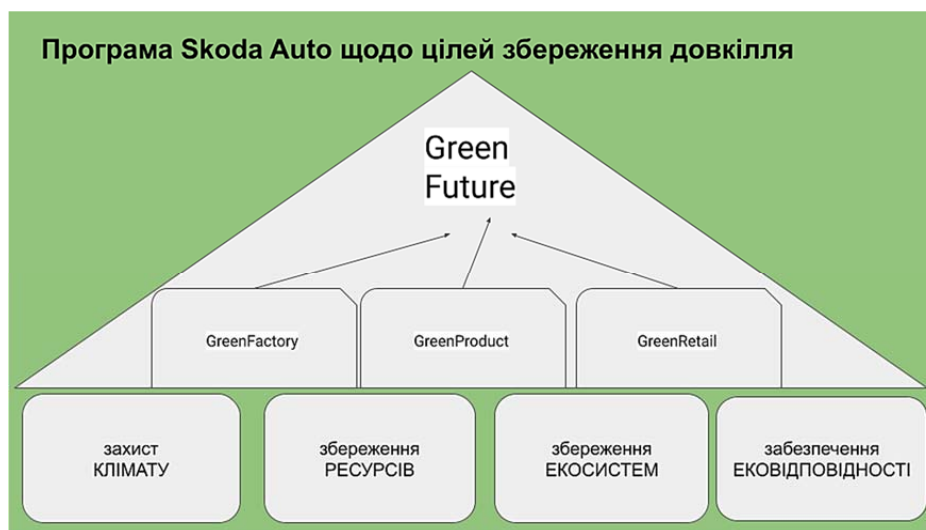 Програма Skoda Auto щодо цілей збереження довкілля
Green
Future
GreenFactory
GreenProduct
GreenRetail
захист
КЛІМАТУ
збереження
РЕСУРСІВ
збереження
ЕКОСИСТЕМ
забезпечення
ЕКОВІДПОВІДНОСТІ